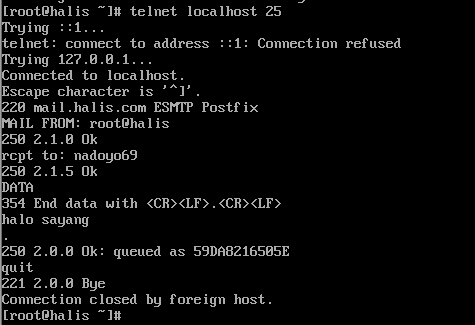 [root@halis ~]# telnet localhost 25
Trying ::1...
telnet: connect to address ::1: Connection refused
Trying 127.0.0.1...
Connected to localhost.
Escape character is '^]'.
220 mail.halis.com ESMTP Postfix
MAIL FROM: root@halis
250 2.1.0 Ok
rcpt to: nadoyo69
250 2.1.5 Ok
DATA
354 End data with <CR><LF>.<CR><LF>
halo sayang
.
250 2.0.0 Ok: queued as 59DA8216505E
quit
221 2.0.0 Bye
Connection closed by foreign host.
[root@halis ~]#